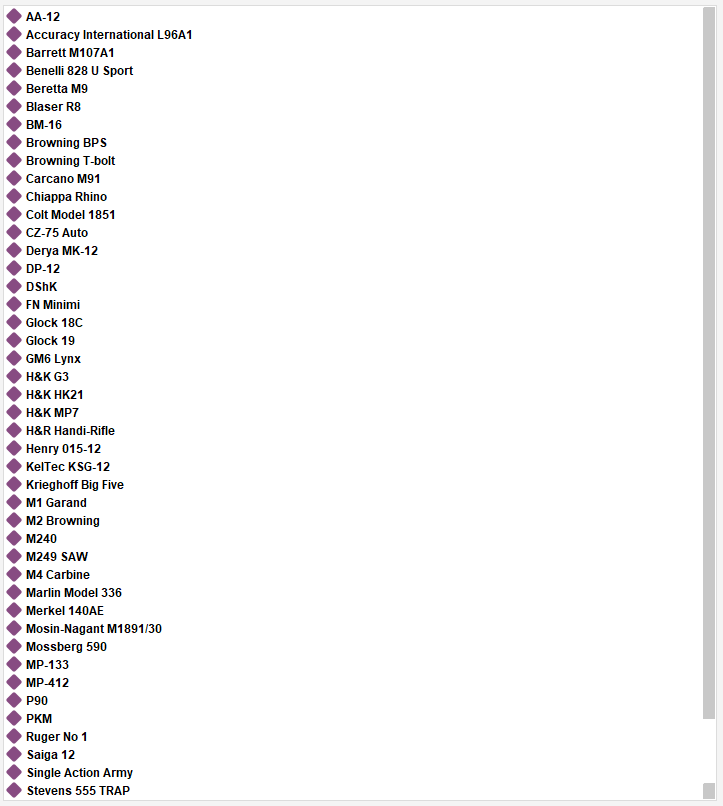 AA-12
Accuracy International L96A1
Barrett M107A1
Benelli 828 U Sport
Beretta M9
Blaser R8
BM-16
Browning BPS
Browning T-bolt
Carcano M91
Chiappa Rhino
Colt Model 1851
CZ-75 Auto
Derya MK-12
DP-12
DShK
FN Minimi
Glock 18C
Glock 19
GM6 Lynx
H&K G3
H&K HK21
H&K MP7
H&R Handi-Rifle
Henry 015-12
KelTec KSG-12
Krieghoff Big Five
M1 Garand
M2 Browning
M240
M249 SAW
M4 Carbine
Marlin Model 336
Merkel 140AE
Mosin-Nagant M1891/30
Mossberg 590
MP-133
MP-412
P90
PKM
Ruger No 1
Saiga 12
Single Action Army
Stevens 555 TRAP